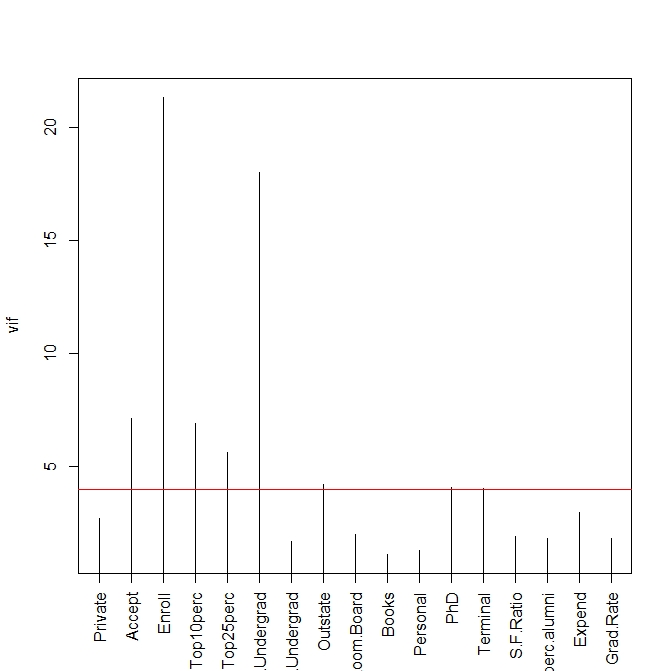 vif
20
15
10
5
Private
Accept
Enroll
Top10perc
Top25perc
.Undergrad
.Undergrad
Outstate
oom.Board
Books
Personal
PhD
Terminal
S.F.Ratio
perc.alumni
Expend
Grad.Rate